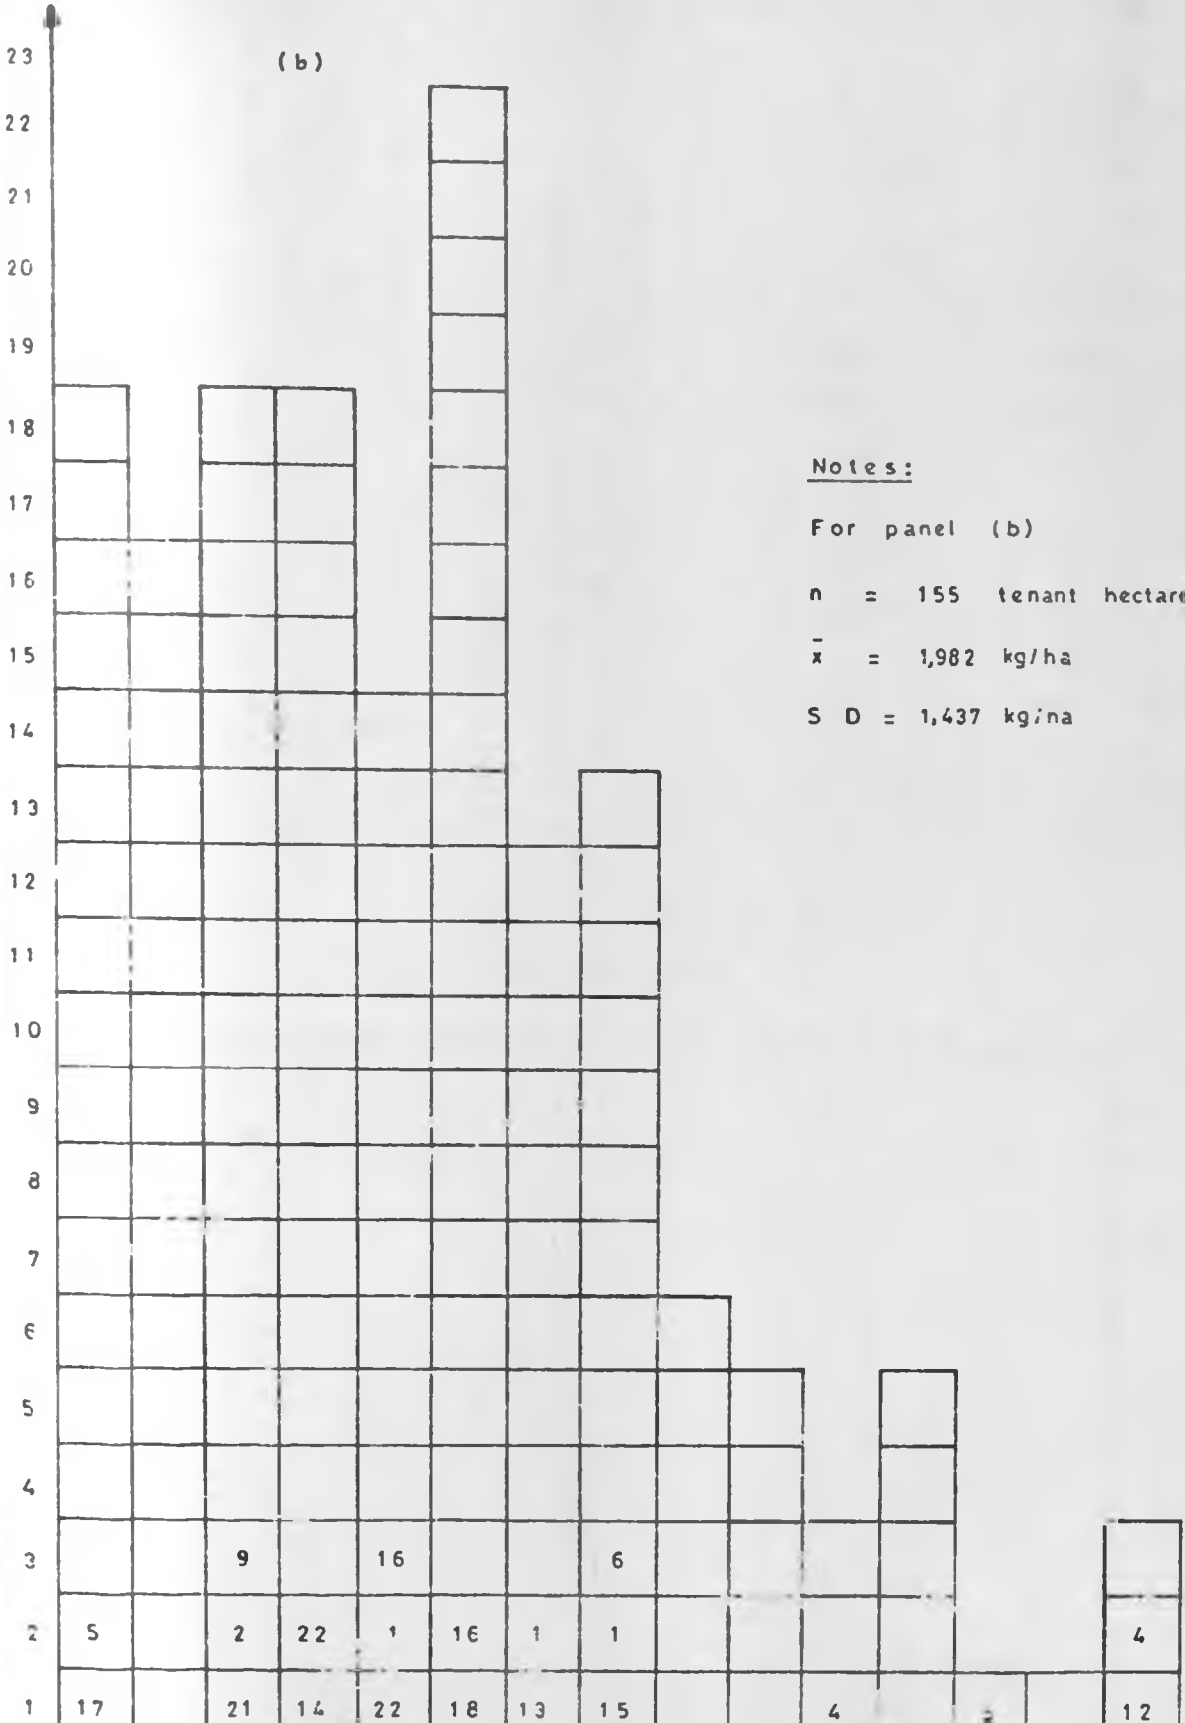 (b)
23
22
21
20
19
18
17
16
15
14
13
12
11
10
9
8
7
6
5
4
3 9 16 6
2 5 2 22 1 16 1 1 4
1 17 21 14 22 18 13 15 4 12
Notes:
For panel (b)
n = 155 tenant hectare
x̄ = 1,982 kg/ha
S D = 1,437 kg/ha